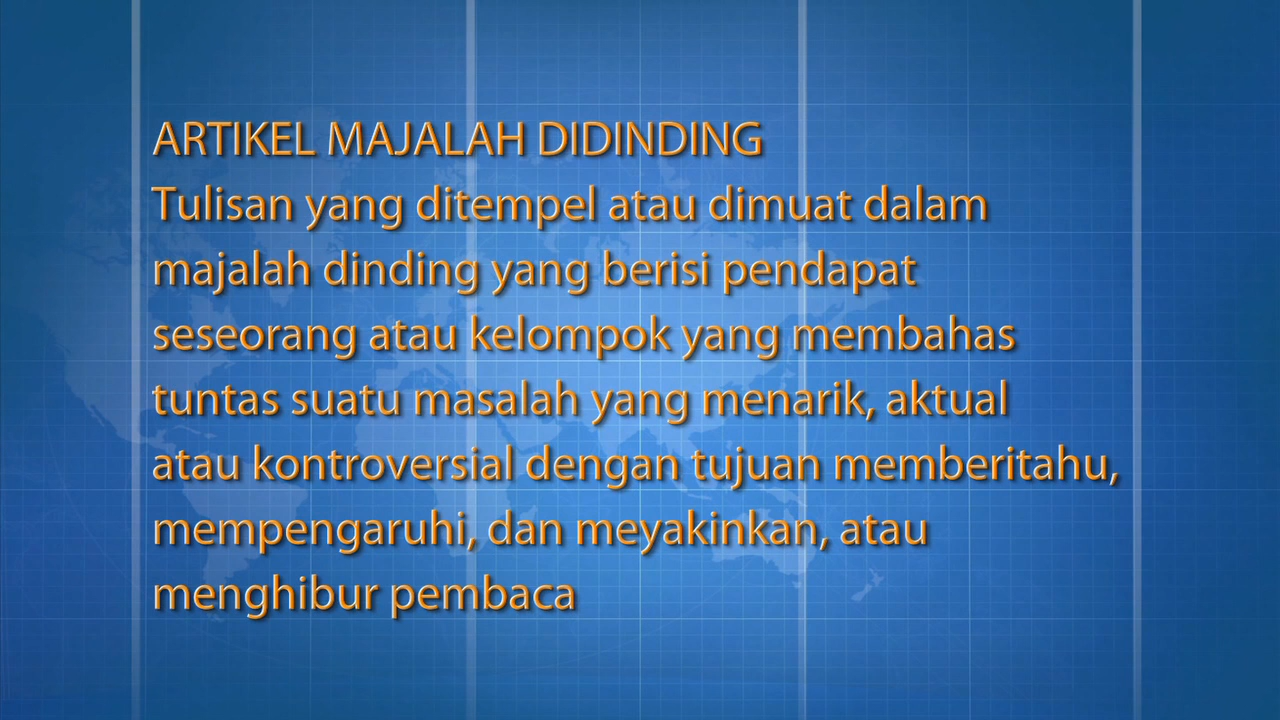 ARTIKEL MAJALAH DIDINDING
Tulisan yang ditempel atau dimuat dalam
majalah dinding yang berisi pendapat
seseorang atau kelompok yang membahas
tuntas suatu masalah yang menarik, aktual
atau kontroversial dengan tujuan memberitahu,
mempengaruhi, dan meyakinkan, atau
menghibur pembaca